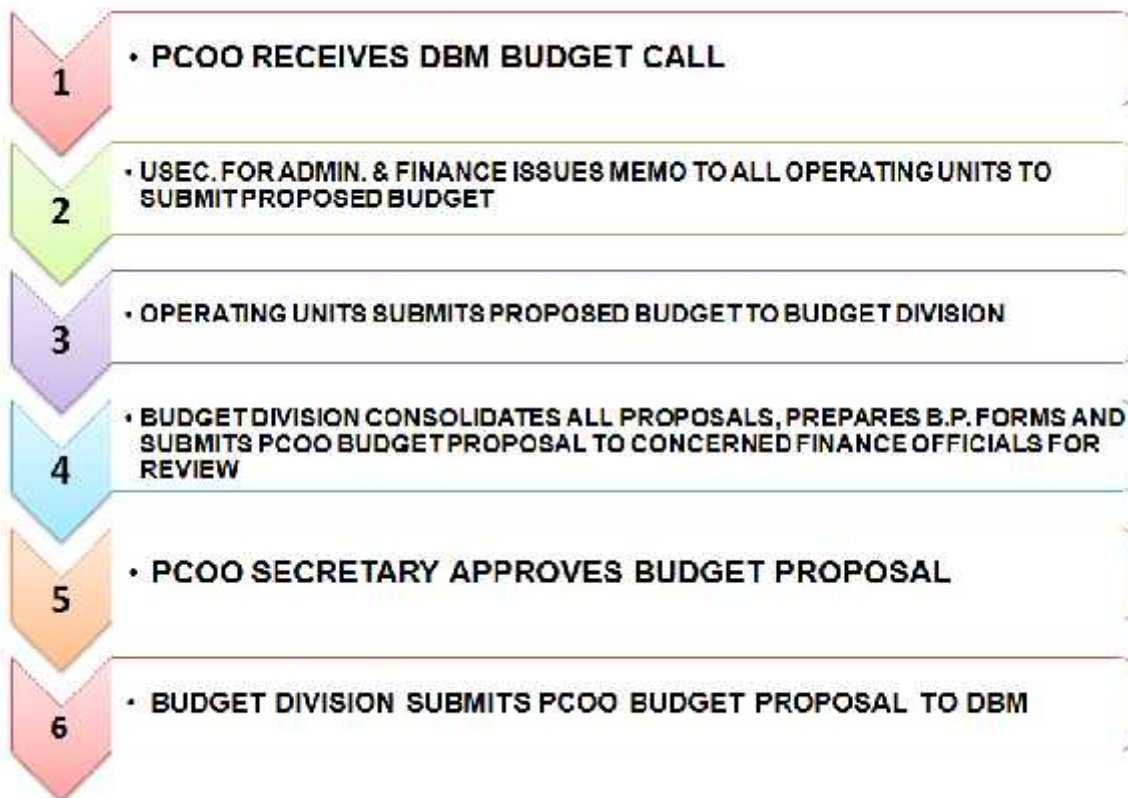 1
• PCOO RECEIVES DBM BUDGET CALL
2
• USEC. FOR ADMIN. & FINANCE ISSUES MEMO TO ALL OPERATING UNITS TO
SUBMIT PROPOSED BUDGET
3
• OPERATING UNITS SUBMITS PROPOSED BUDGET TO BUDGET DIVISION
4
• BUDGET DIVISION CONSOLIDATES ALL PROPOSALS, PREPARES B.P. FORMS AND
SUBMITS PCOO BUDGET PROPOSAL TO CONCERNED FINANCE OFFICIALS FOR
REVIEW
5
• PCOO SECRETARY APPROVES BUDGET PROPOSAL
6
• BUDGET DIVISION SUBMITS PCOO BUDGET PROPOSAL TO DBM